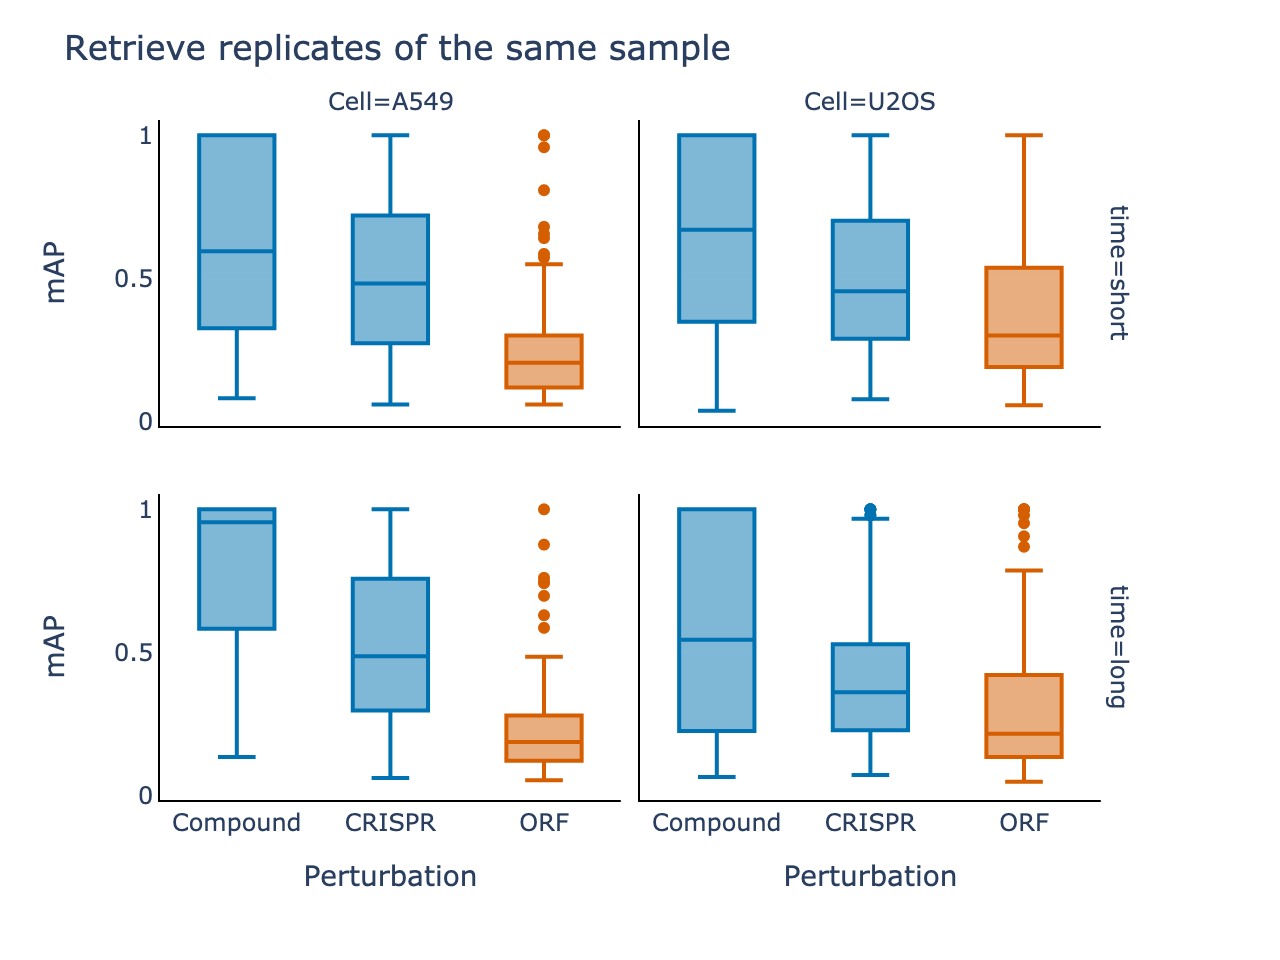 Retrieve replicates of the same sample
Cell=A549
Cell=U2OS
1
0.5
0
mAP
time=short
1
0.5
0
mAP
time=long
Compound CRISPR ORF
Compound CRISPR ORF
Perturbation
Perturbation